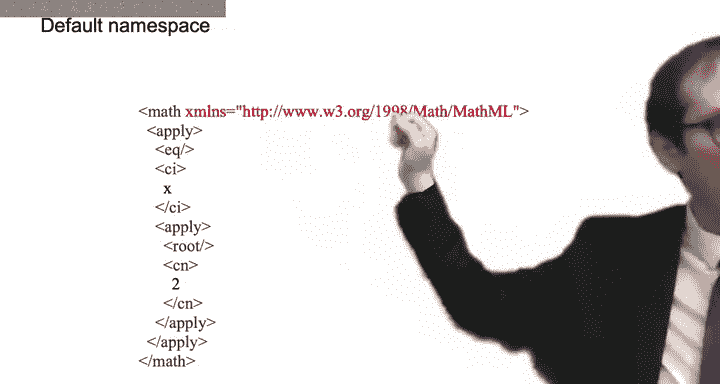 Default namespace
<math xmlns="http://www.w3.org/1998/Math/MathML">
<apply>
<eq/>
<ci>
x
</ci>
<apply>
<root/>
<cn>
2
</cn>
</apply>
</apply>
</math>